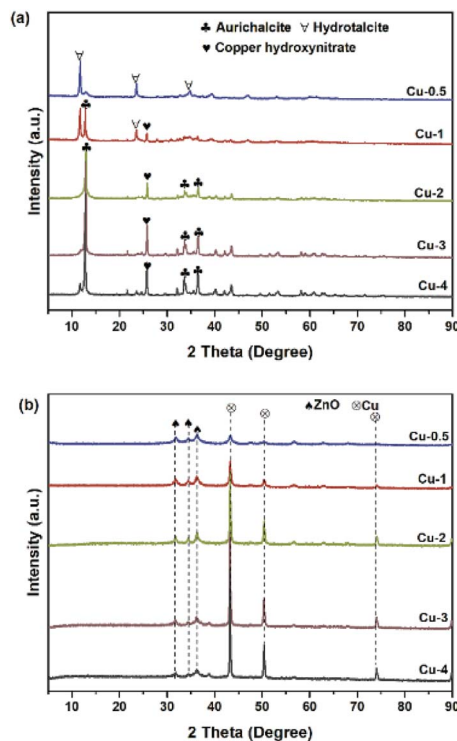 (a)
♣ Aurichalcite ∀ Hydrotalcite
♥ Copper hydroxynitrate
Cu-0.5
Cu-1
Cu-2
Cu-3
Cu-4
Intensity (a.u.)
10 20 30 40 50 60 70 80 90
2 Theta (Degree)
(b)
♠ZnO ⊗Cu
Cu-0.5
Cu-1
Cu-2
Cu-3
Cu-4
Intensity (a.u.)
10 20 30 40 50 60 70 80 90
2 Theta (Degree)